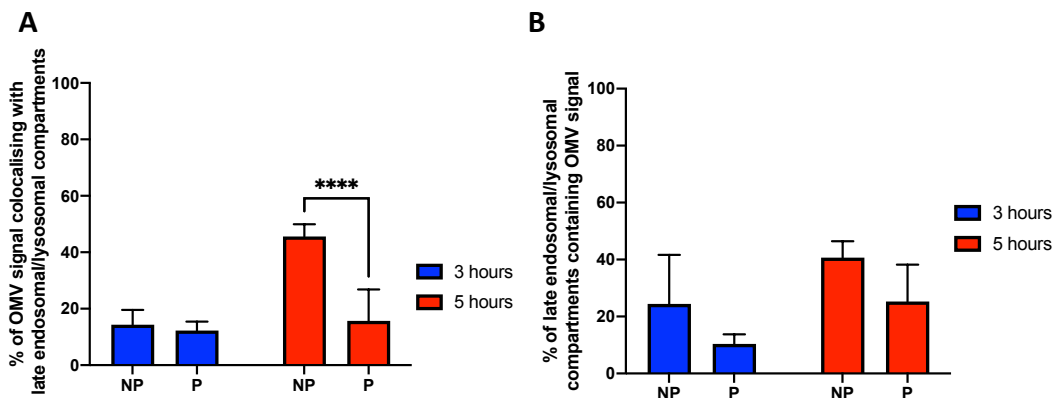 A
% of OMV signal colocalising with
late endosomal/lysosomal compartments
100
80
60
40
20
0
****
NP
P
NP
P
3 hours
5 hours
B
% of late endosomal/lysosomal
compartments containing OMV signal
100
80
60
40
20
0
NP
P
NP
P
3 hours
5 hours